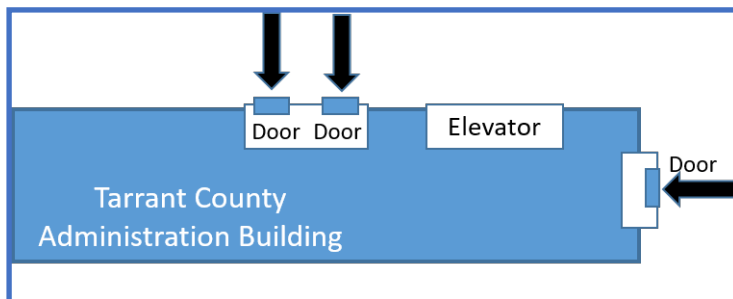 Door Door
Elevator
Door
Tarrant County
Administration Building